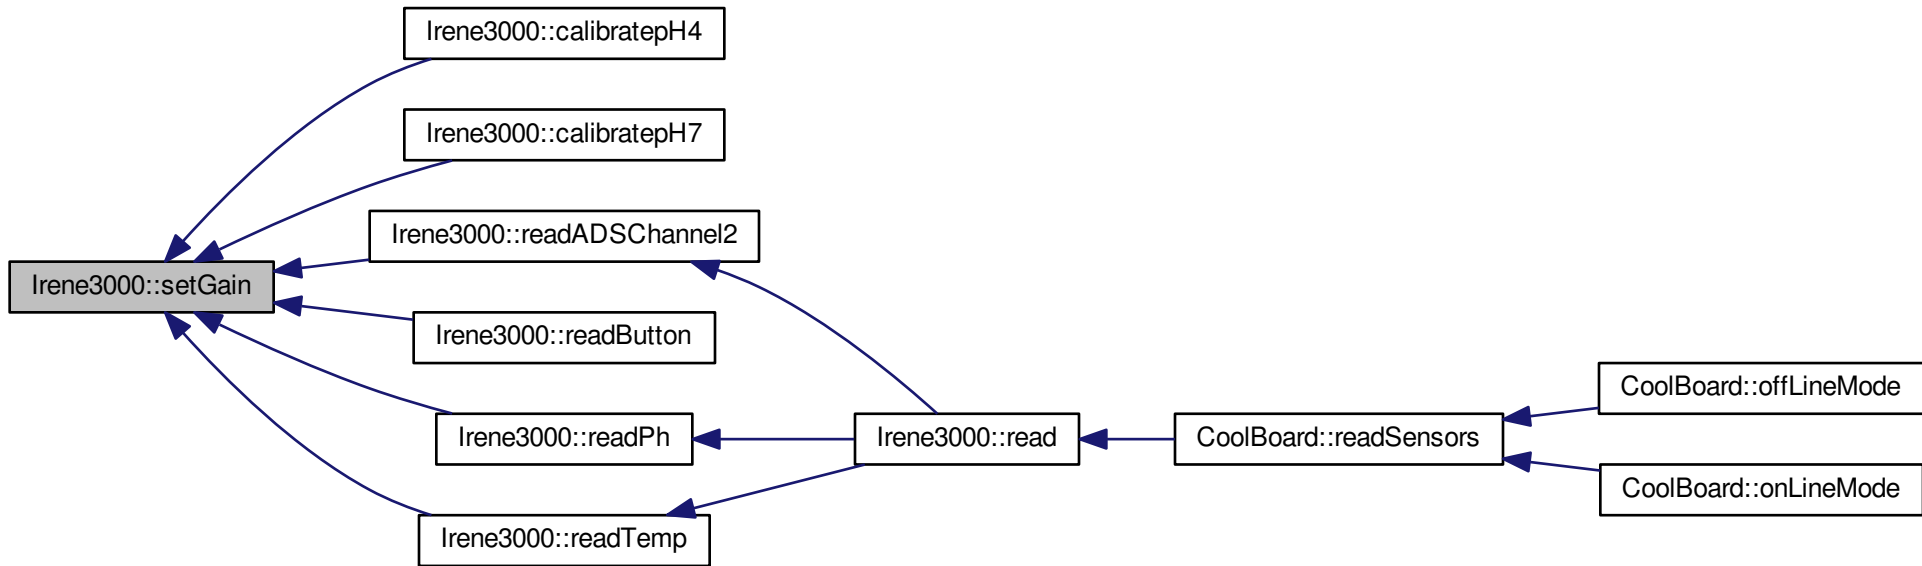 Irene3000::calibratepH4
Irene3000::calibratepH7
Irene3000::readADSChannel2
Irene3000::setGain
Irene3000::readButton
CoolBoard::offLineMode
Irene3000::readPh
Irene3000::read
CoolBoard::readSensors
CoolBoard::onLineMode
Irene3000::readTemp